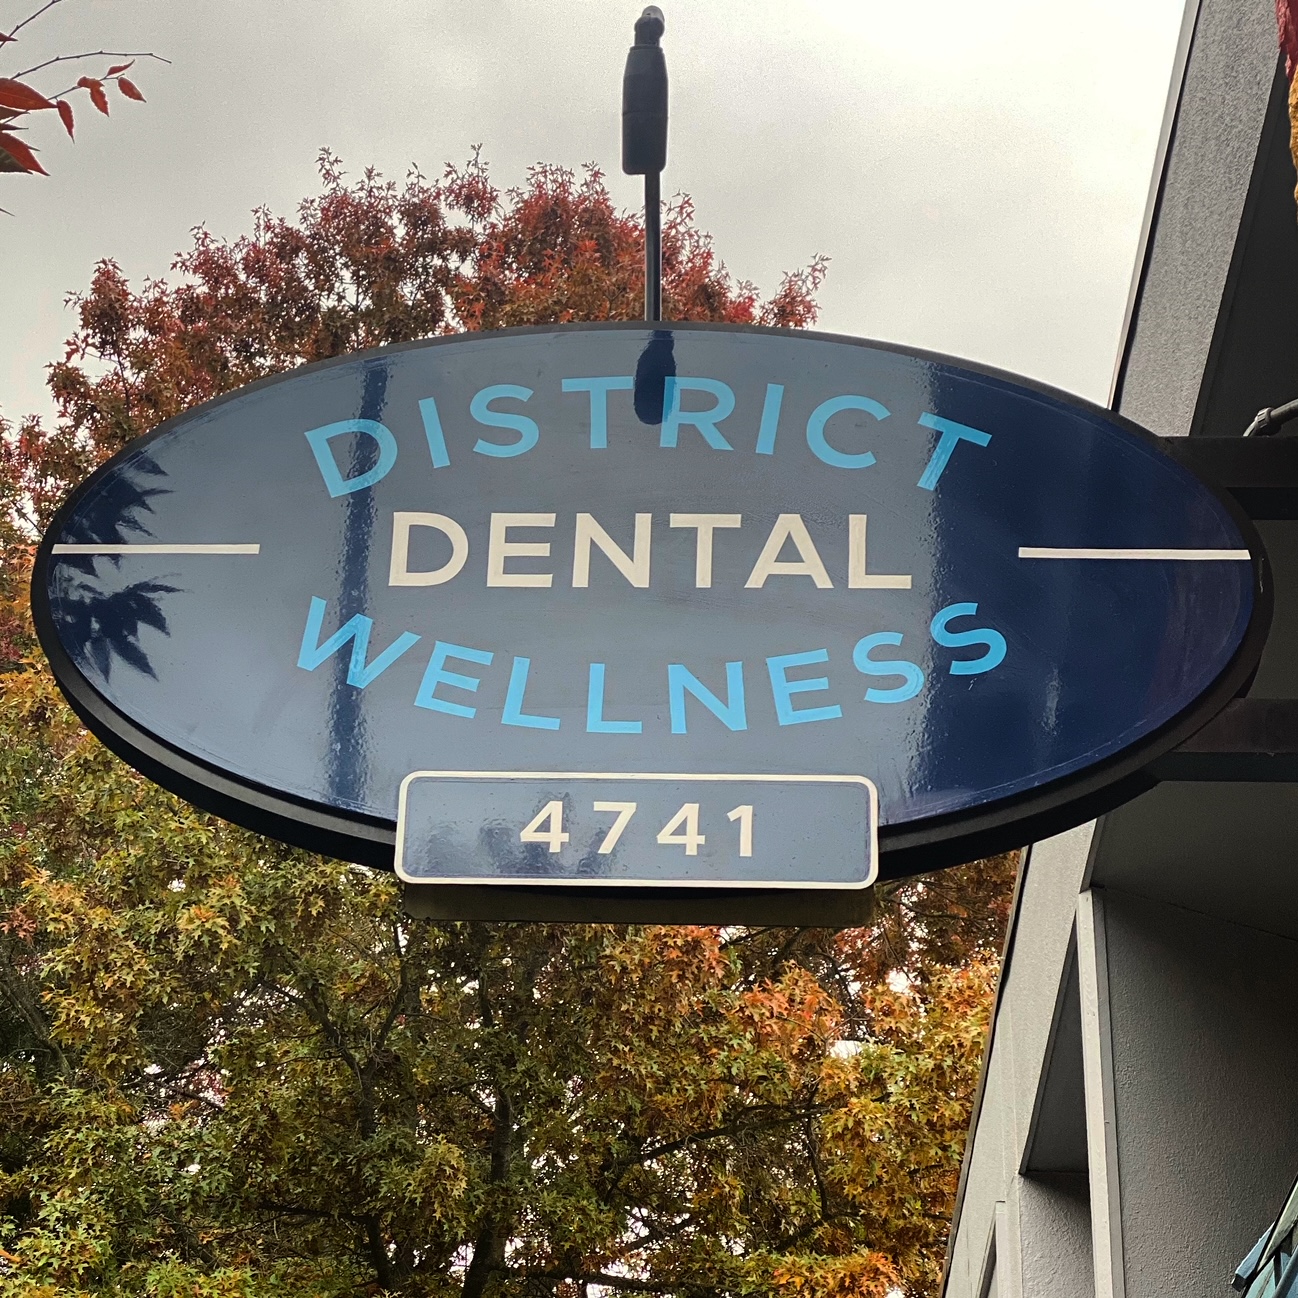 DISTRICT
DENTAL
WELLNESS
4741